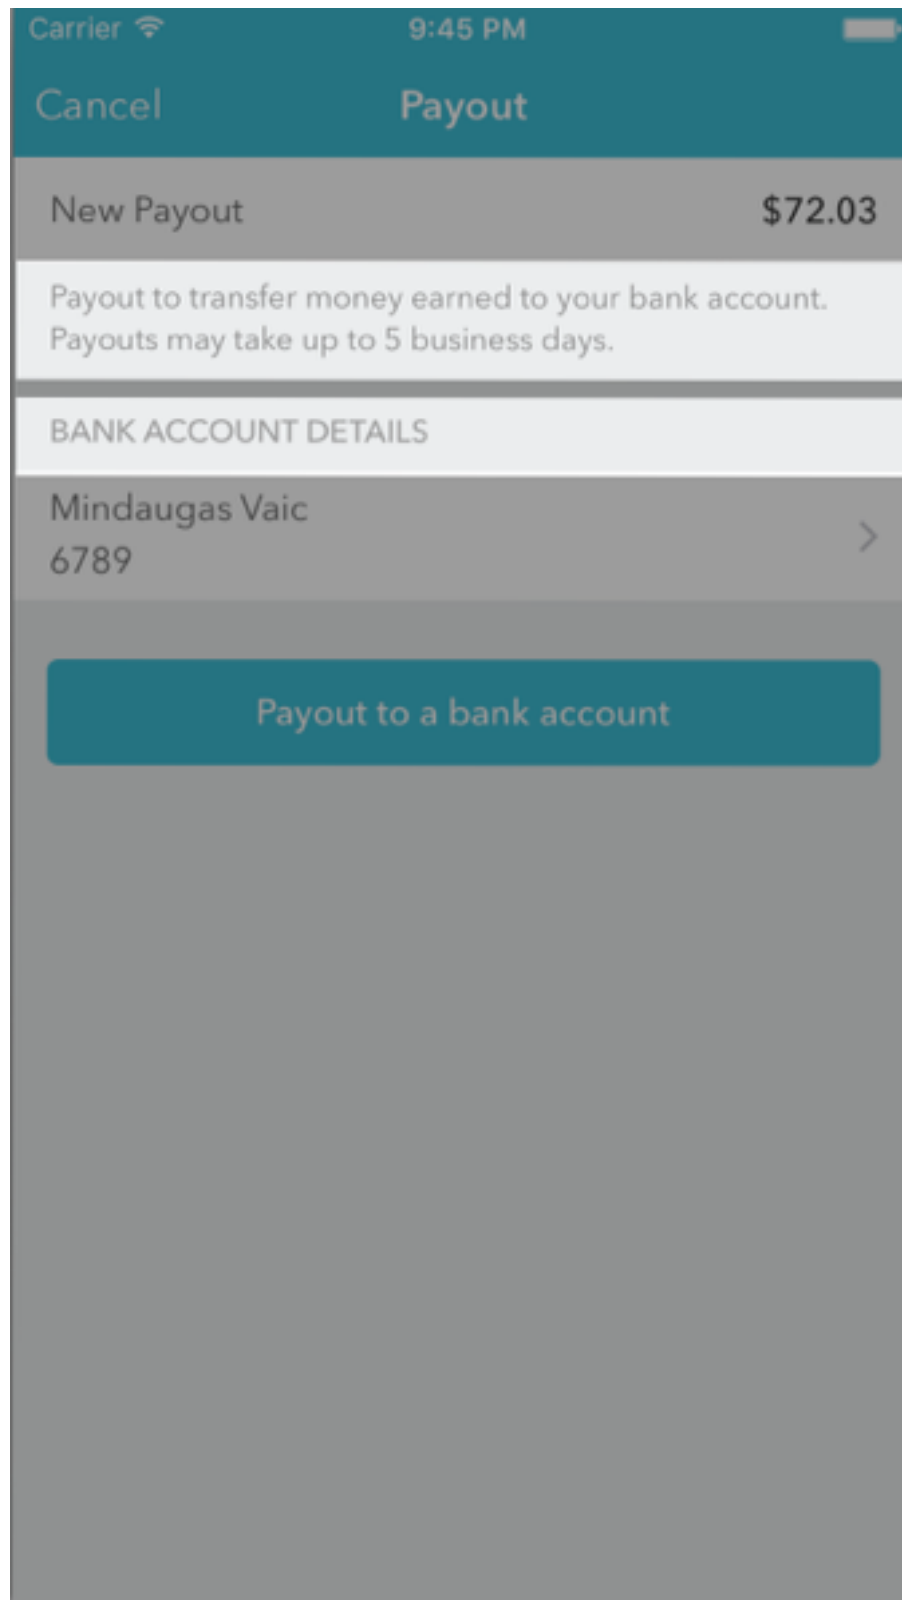 Carrier
9:45 PM
Cancel
Payout
New Payout
$72.03
Payout to transfer money earned to your bank account.
Payouts may take up to 5 business days.
BANK ACCOUNT DETAILS
Mindaugas Vaic
6789
Payout to a bank account